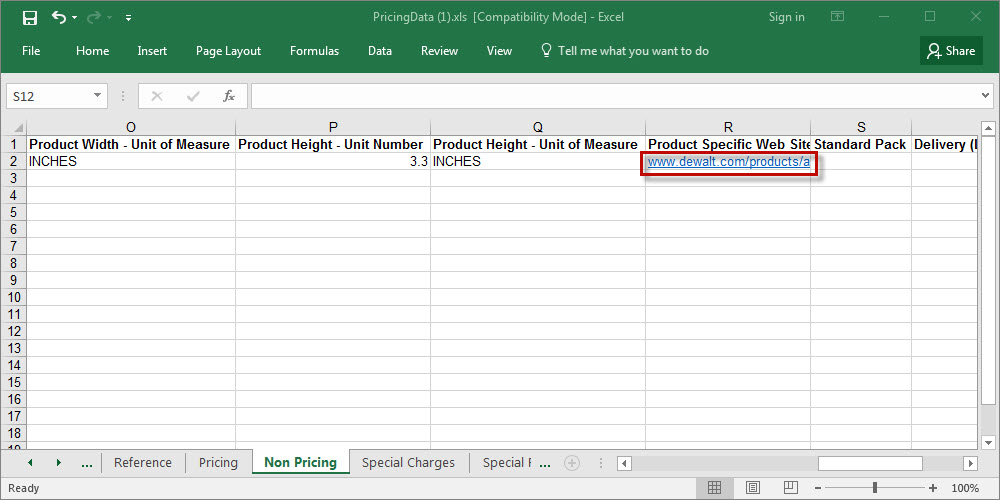 PricingData (1).xls [Compatibility Mode] - Excel
Sign in
File Home Insert Page Layout Formulas Data Review View Tell me what you want to do Share
S12 fx
O P Q R S
1 Product Width - Unit of Measure Product Height - Unit Number Product Height - Unit of Measure Product Specific Web Site Standard Pack Delivery (L
2 INCHES 3.3 INCHES www.dewalt.com/products/a
3
4
5
6
7
8
9
10
11
12
13
14
15
16
17
18
19
... Reference Pricing Non Pricing Special Charges Special F ...
Ready 100%